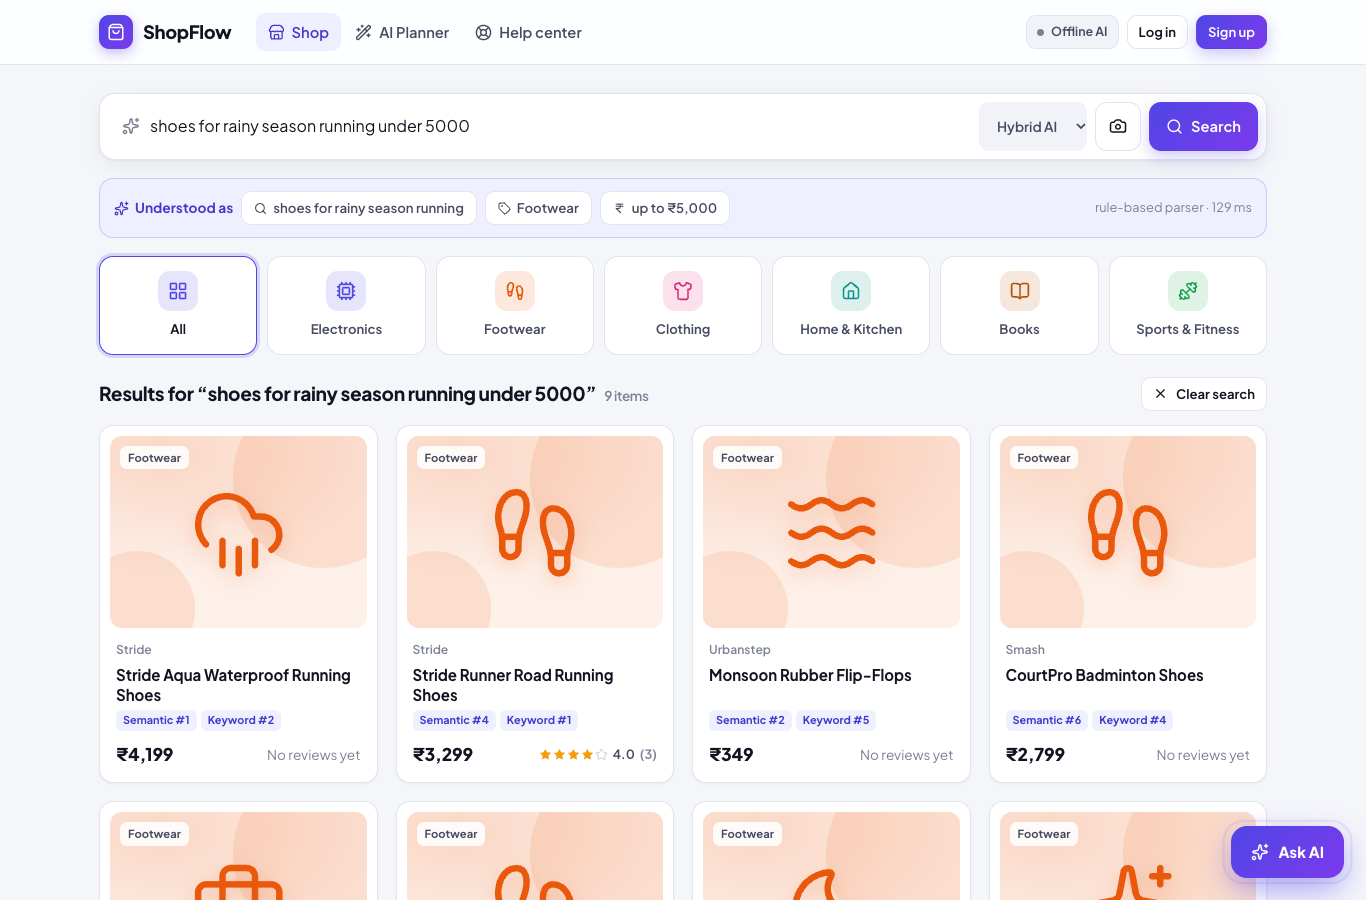 ShopFlow
Shop
AI Planner
Help center
Offline AI
Log in
Sign up
shoes for rainy season running under 5000
Hybrid AI
Search
Understood as
shoes for rainy season running
Footwear
₹ up to ₹5,000
rule-based parser · 129 ms
All
Electronics
Footwear
Clothing
Home & Kitchen
Books
Sports & Fitness
Results for “shoes for rainy season running under 5000” 9 items
Clear search
Footwear
Stride
Stride Aqua Waterproof Running
Shoes
Semantic #1 Keyword #2
₹4,199 No reviews yet
Footwear
Stride
Stride Runner Road Running
Shoes
Semantic #4 Keyword #1
₹3,299 4.0 (3)
Footwear
Urbanstep
Monsoon Rubber Flip-Flops
Semantic #2 Keyword #5
₹349 No reviews yet
Footwear
Smash
CourtPro Badminton Shoes
Semantic #6 Keyword #4
₹2,799 No reviews yet
Footwear
Footwear
Footwear
Footwear
Ask AI